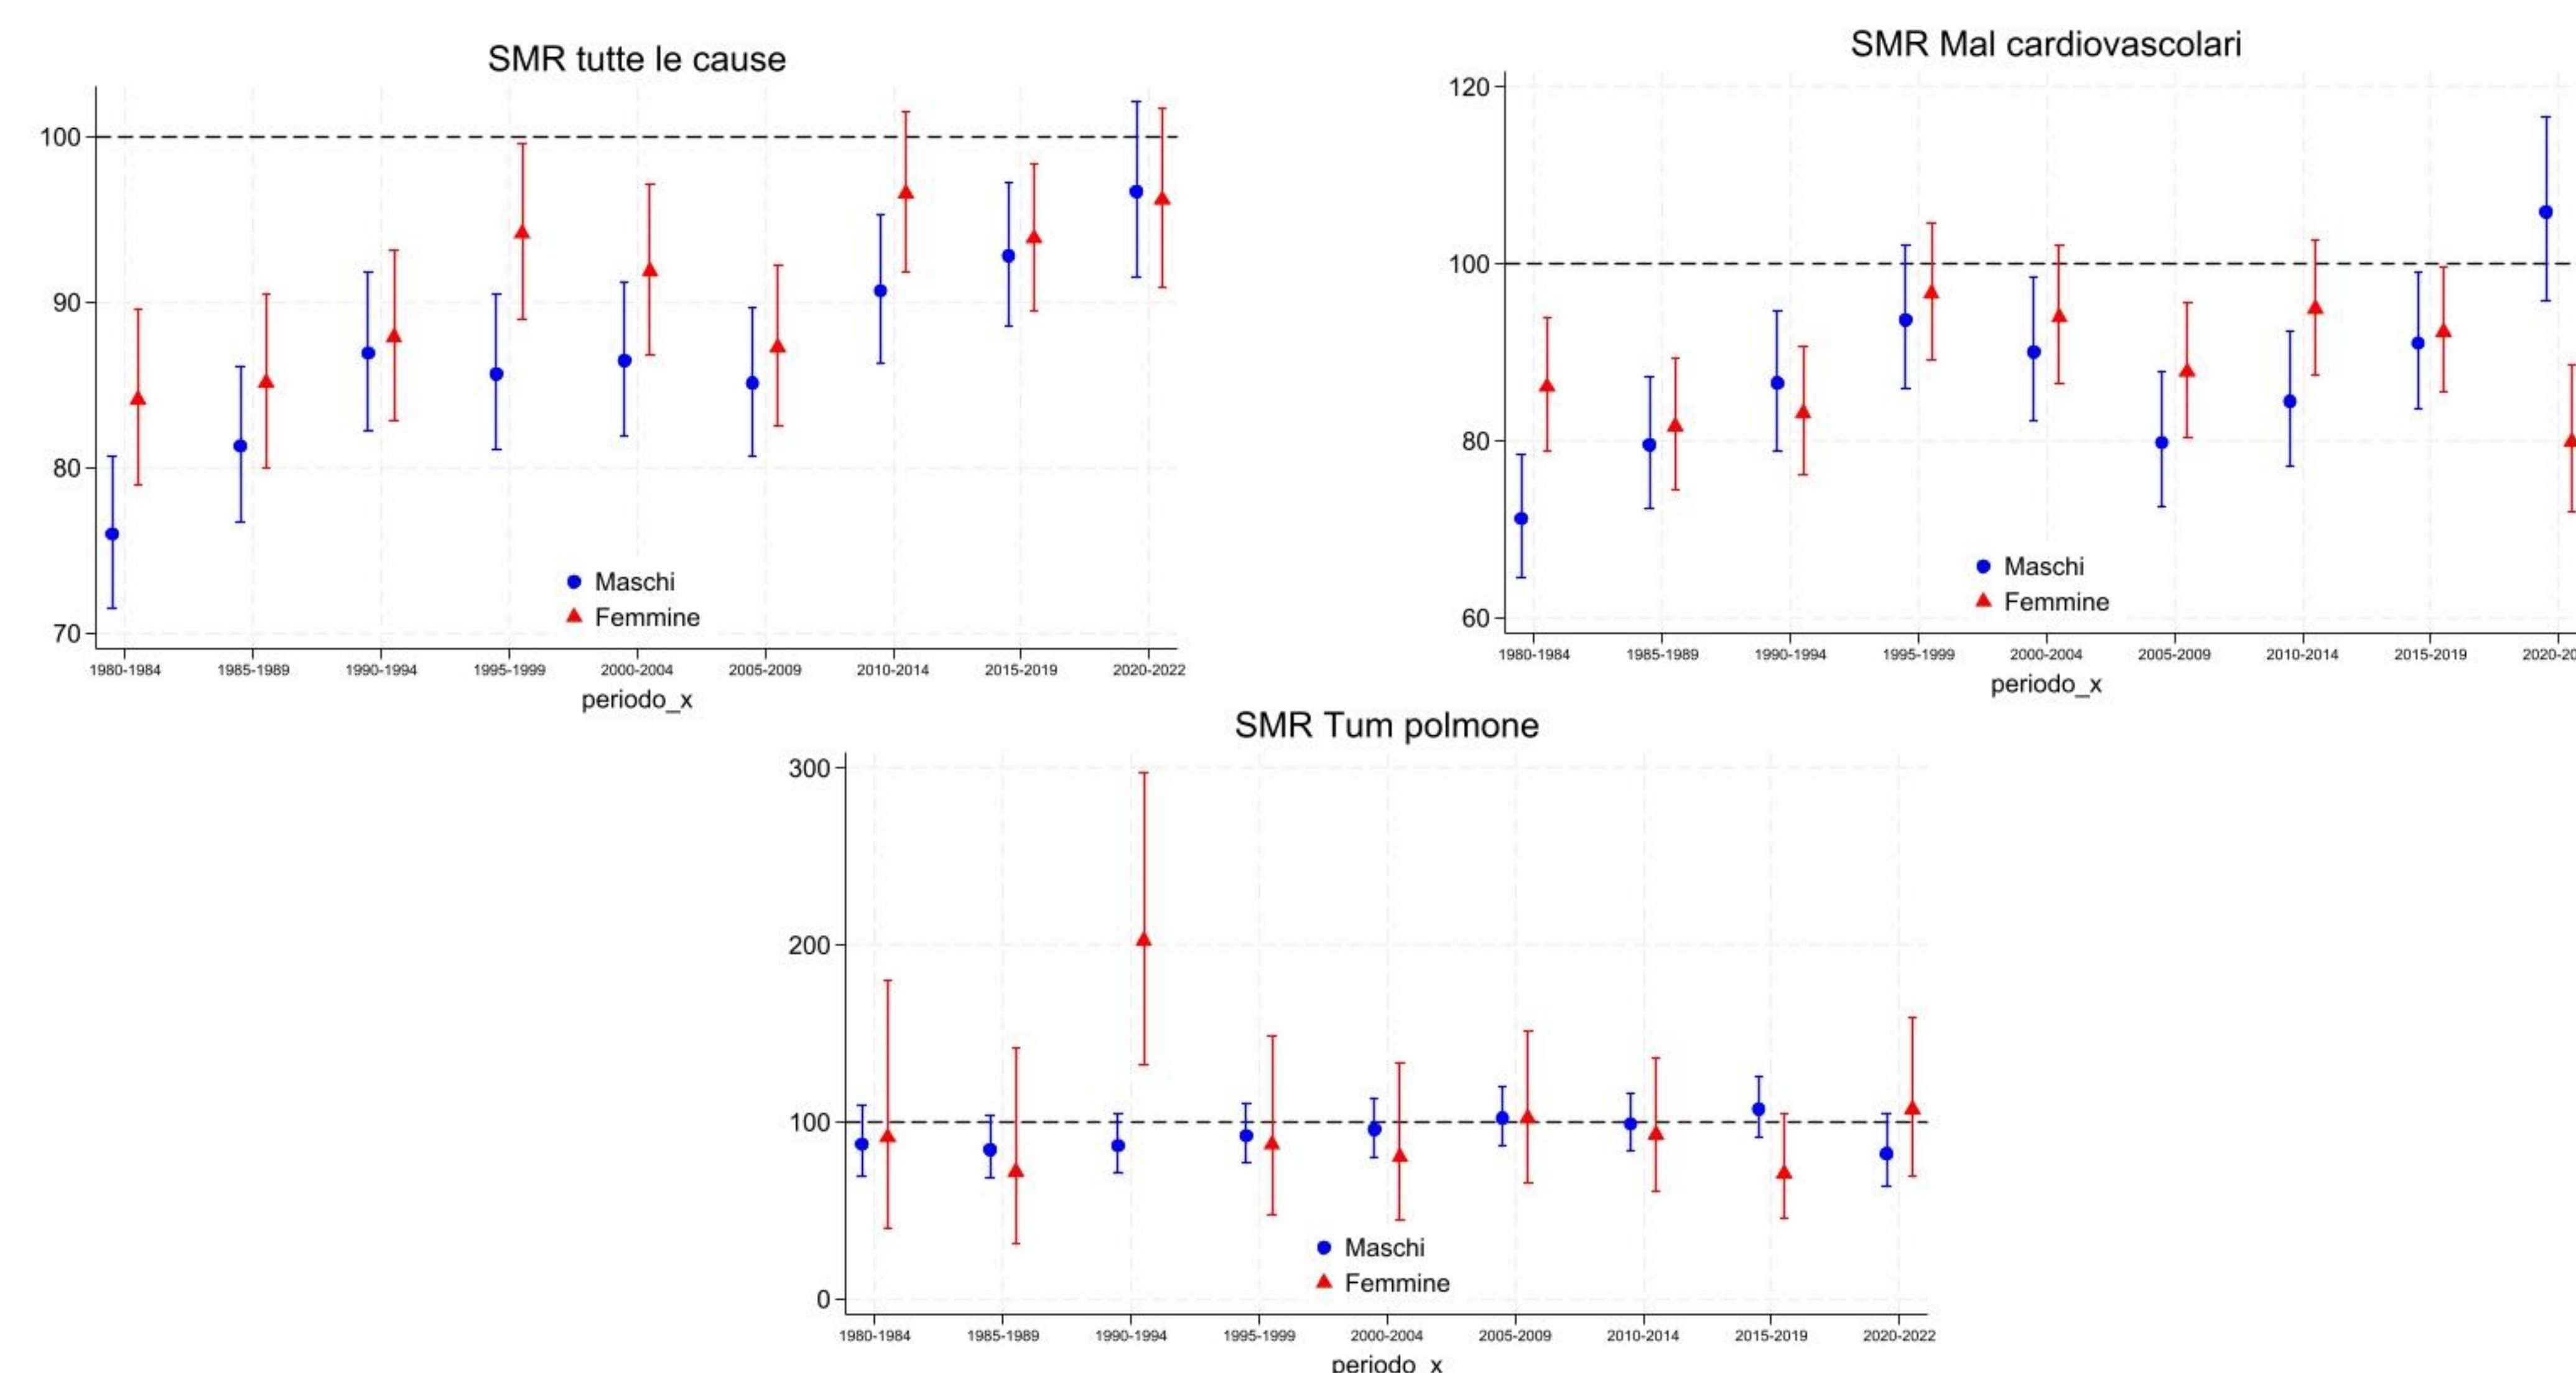 SMR tutte le cause
100
90
80
70
Maschi
Femmine
1980-1984 1985-1989 1990-1994 1995-1999 2000-2004 2005-2009 2010-2014 2015-2019 2020-2022
periodo_x
SMR Mal cardiovascolari
120
100
80
60
Maschi
Femmine
1980-1984 1985-1989 1990-1994 1995-1999 2000-2004 2005-2009 2010-2014 2015-2019 2020-20
periodo_x
SMR Tum polmone
300
200
100
0
Maschi
Femmine
1980-1984 1985-1989 1990-1994 1995-1999 2000-2004 2005-2009 2010-2014 2015-2019 2020-2022
periodo_x